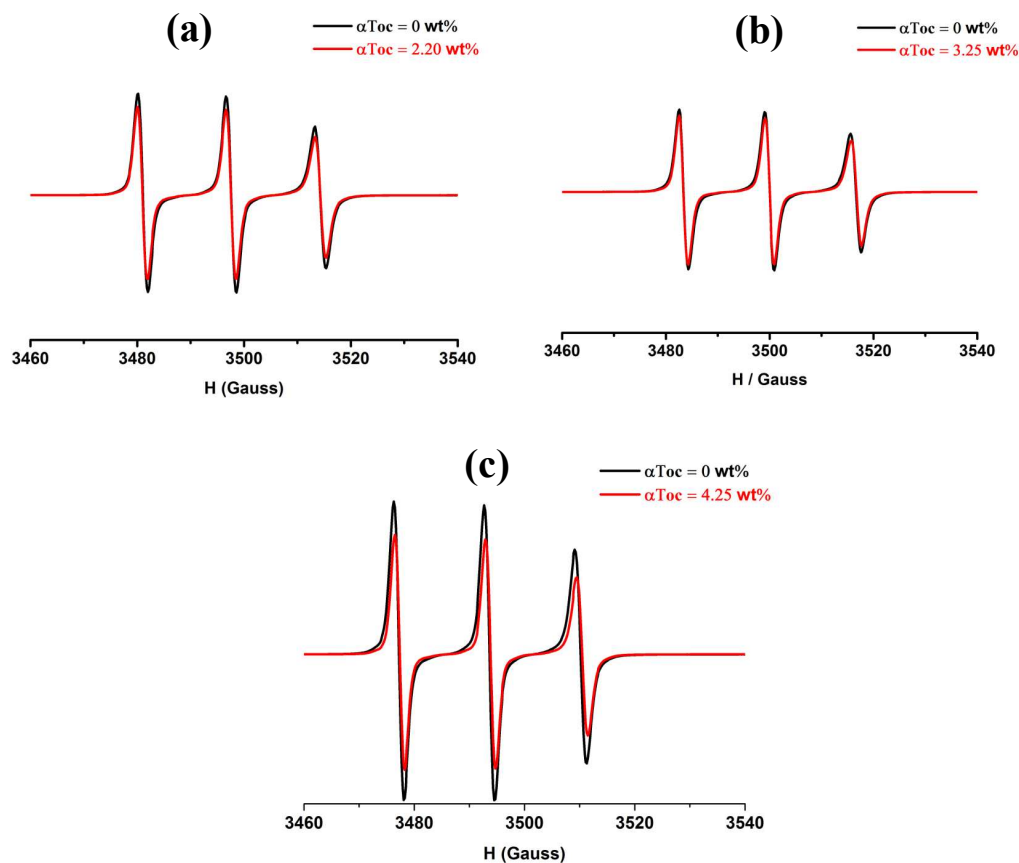 (a)
αToc = 0 wt%
αToc = 2.20 wt%
3460 3480 3500 3520 3540
H (Gauss)
(b)
αToc = 0 wt%
αToc = 3.25 wt%
3460 3480 3500 3520 3540
H / Gauss
(c)
αToc = 0 wt%
αToc = 4.25 wt%
3460 3480 3500 3520 3540
H (Gauss)